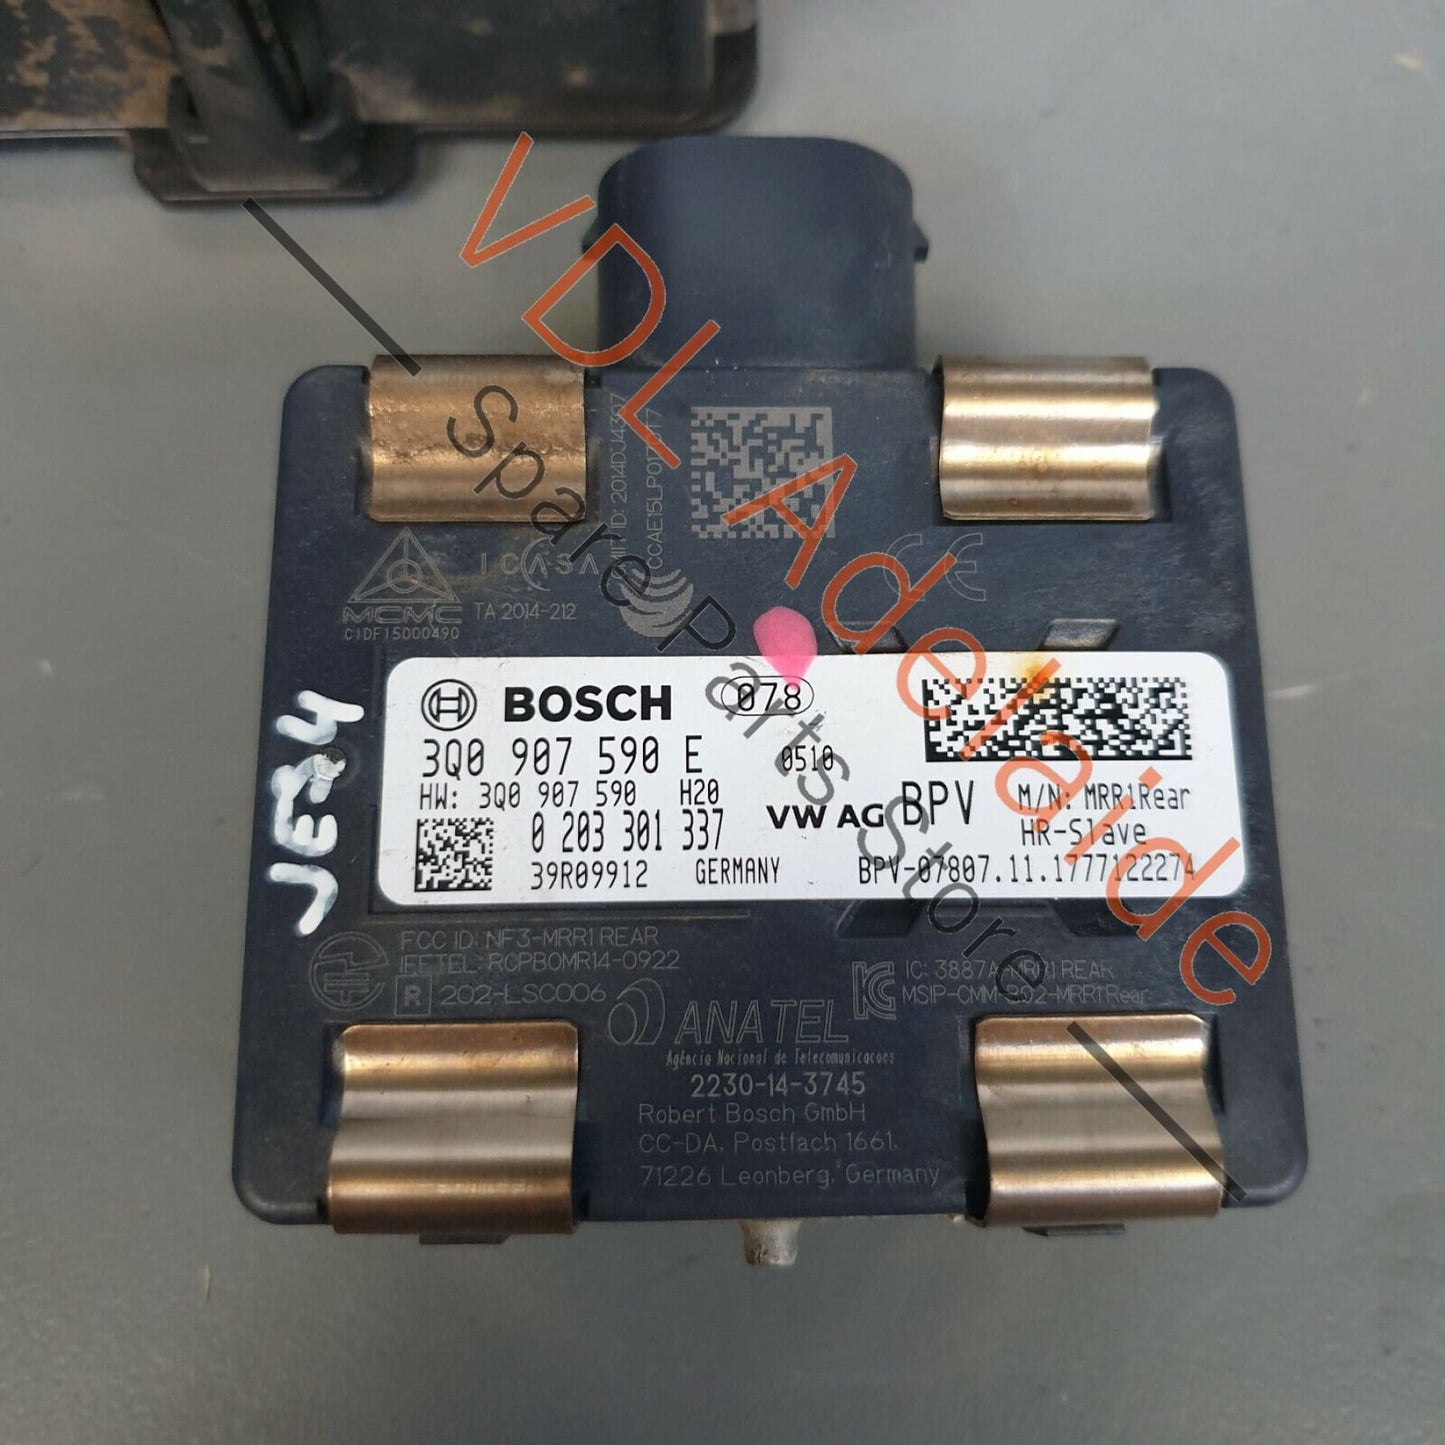 VDL Adelaide
Spare Parts Store
ICASA
TA 2014-212
MCMC
CIDF15000490
CE
JE34
BOSCH 078
3Q0 907 590 E 0510
HW: 3Q0 907 590 H20
VW AG BPV M/N: MRR1Rear
0 203 301 337 HR-Slave
39R09912 GERMANY BPV-07807.11.1777122274
FCC ID: NF3-MRR1REAR
IFETEL: RCPBOMR14-0922
R 202-LSC006
IC: 3887A-MRR1REAR
MSIP-CMM-BO2-MRR1Rear
ANATEL
Agência Nacional de Telecomunicacoes
2230-14-3745
Robert Bosch GmbH
CC-DA, Postfach 1661,
71226 Leonberg, Germany